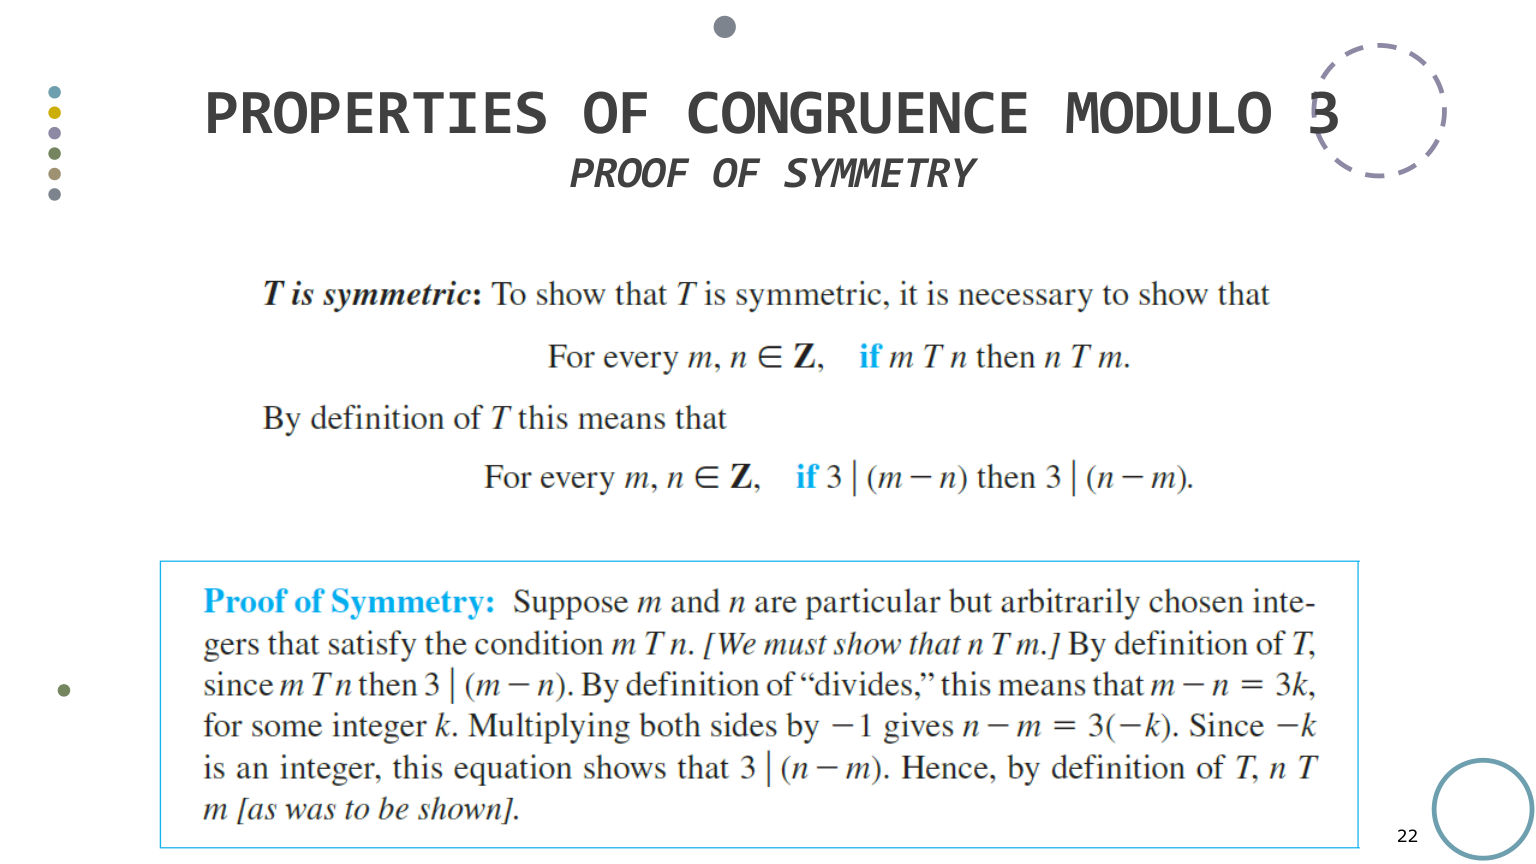 PROPERTIES OF CONGRUENCE MODULO 3
PROOF OF SYMMETRY
T is symmetric: To show that T is symmetric, it is necessary to show that
For every m, n ∈ Z, if m T n then n T m.
By definition of T this means that
For every m, n ∈ Z, if 3 | (m − n) then 3 | (n − m).
Proof of Symmetry: Suppose m and n are particular but arbitrarily chosen inte-
gers that satisfy the condition m T n. [We must show that n T m.] By definition of T,
since m T n then 3 | (m − n). By definition of “divides,” this means that m − n = 3k,
for some integer k. Multiplying both sides by −1 gives n − m = 3(−k). Since −k
is an integer, this equation shows that 3 | (n − m). Hence, by definition of T, n T
m [as was to be shown].
22